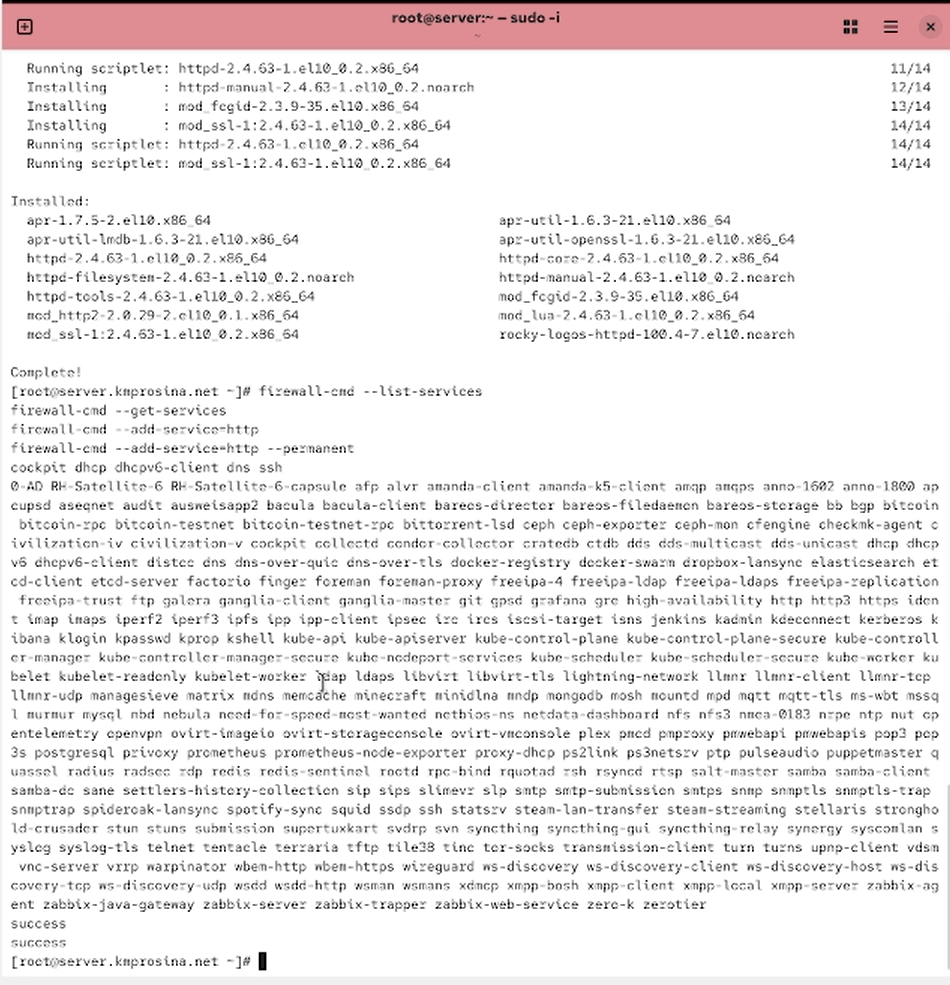 root@server:~ — sudo -i
~
Running scriptlet: httpd-2.4.63-1.el10_0.2.x86_64 11/14
Installing : httpd-manual-2.4.63-1.el10_0.2.noarch 12/14
Installing : mod_fcgid-2.3.9-35.el10.x86_64 13/14
Installing : mod_ssl-1:2.4.63-1.el10_0.2.x86_64 14/14
Running scriptlet: httpd-2.4.63-1.el10_0.2.x86_64 14/14
Running scriptlet: mod_ssl-1:2.4.63-1.el10_0.2.x86_64 14/14
Installed:
apr-1.7.5-2.el10.x86_64 apr-util-1.6.3-21.el10.x86_64
apr-util-lmdb-1.6.3-21.el10.x86_64 apr-util-openssl-1.6.3-21.el10.x86_64
httpd-2.4.63-1.el10_0.2.x86_64 httpd-core-2.4.63-1.el10_0.2.x86_64
httpd-filesystem-2.4.63-1.el10_0.2.noarch httpd-manual-2.4.63-1.el10_0.2.noarch
httpd-tools-2.4.63-1.el10_0.2.x86_64 mod_fcgid-2.3.9-35.el10.x86_64
mod_http2-2.0.29-2.el10_0.1.x86_64 mod_lua-2.4.63-1.el10_0.2.x86_64
mod_ssl-1:2.4.63-1.el10_0.2.x86_64 rocky-logos-httpd-100.4-7.el10.noarch
Complete!
[root@server.kmprosina.net ~]# firewall-cmd --list-services
firewall-cmd --get-services
firewall-cmd --add-service=http
firewall-cmd --add-service=http --permanent
cockpit dhcp dhcpv6-client dns ssh
0-AD RH-Satellite-6 RH-Satellite-6-capsule afp alvr amanda-client amanda-k5-client amqp amqps anno-1602 anno-1800 ap
cupsd aseqnet audit ausweisapp2 bacula bacula-client bareos-director bareos-filedaemon bareos-storage bb bgp bitcoin
bitcoin-rpc bitcoin-testnet bitcoin-testnet-rpc bittorrent-lsd ceph ceph-exporter ceph-mon cfengine checkmk-agent c
ivilization-iv civilization-v cockpit collectd condor-collector cratedb ctdb dds dds-multicast dds-unicast dhcp dhcp
v6 dhcpv6-client distcc dns dns-over-quic dns-over-tls docker-registry docker-swarm dropbox-lansync elasticsearch et
cd-client etcd-server factorio finger foreman foreman-proxy freeipa-4 freeipa-ldap freeipa-ldaps freeipa-replication
freeipa-trust ftp galera ganglia-client ganglia-master git gpsd grafana gre high-availability http http3 https iden
t imap imaps iperf2 iperf3 ipfs ipp ipp-client ipsec irc ircs iscsi-target isns jenkins kadmin kdeconnect kerberos k
ibana klogin kpasswd kprop kshell kube-api kube-apiserver kube-control-plane kube-control-plane-secure kube-controll
er-manager kube-controller-manager-secure kube-nodeport-services kube-scheduler kube-scheduler-secure kube-worker ku
belet kubelet-readonly kubelet-worker ldap ldaps libvirt libvirt-tls lightning-network llmnr llmnr-client llmnr-tcp
llmnr-udp managesieve matrix mdns memcache minecraft minidlna mndp mongodb mosh mountd mpd mqtt mqtt-tls ms-wbt mssq
l murmur mysql nbd nebula need-for-speed-most-wanted netbios-ns netdata-dashboard nfs nfs3 nmea-0183 nrpe ntp nut op
entelemetry openvpn ovirt-imageio ovirt-storageconsole ovirt-vmconsole plex pmcd pmproxy pmwebapi pmwebapis pop3 pop
3s postgresql privoxy prometheus prometheus-node-exporter proxy-dhcp ps2link ps3netsrv ptp pulseaudio puppetmaster q
uassel radius radsec rdp redis redis-sentinel rootd rpc-bind rquotad rsh rsyncd rtsp salt-master samba samba-client
samba-dc sane settlers-history-collection sip sips slimevr slp smtp smtp-submission smtps snmp snmptls snmptls-trap
snmptrap spideroak-lansync spotify-sync squid ssdp ssh statsrv steam-lan-transfer steam-streaming stellaris strongho
ld-crusader stun stuns submission supertuxkart svdrp svn syncthing syncthing-gui syncthing-relay synergy syscomlan s
yslog syslog-tls telnet tentacle terraria tftp tile38 tinc tor-socks transmission-client turn turns upnp-client vdsm
vnc-server vrrp warpinator wbem-http wbem-https wireguard ws-discovery ws-discovery-client ws-discovery-host ws-dis
covery-tcp ws-discovery-udp wsdd wsdd-http wsman wsmans xdmcp xmpp-bosh xmpp-client xmpp-local xmpp-server zabbix-ag
ent zabbix-java-gateway zabbix-server zabbix-trapper zabbix-web-service zero-k zerotier
success
success
[root@server.kmprosina.net ~]#